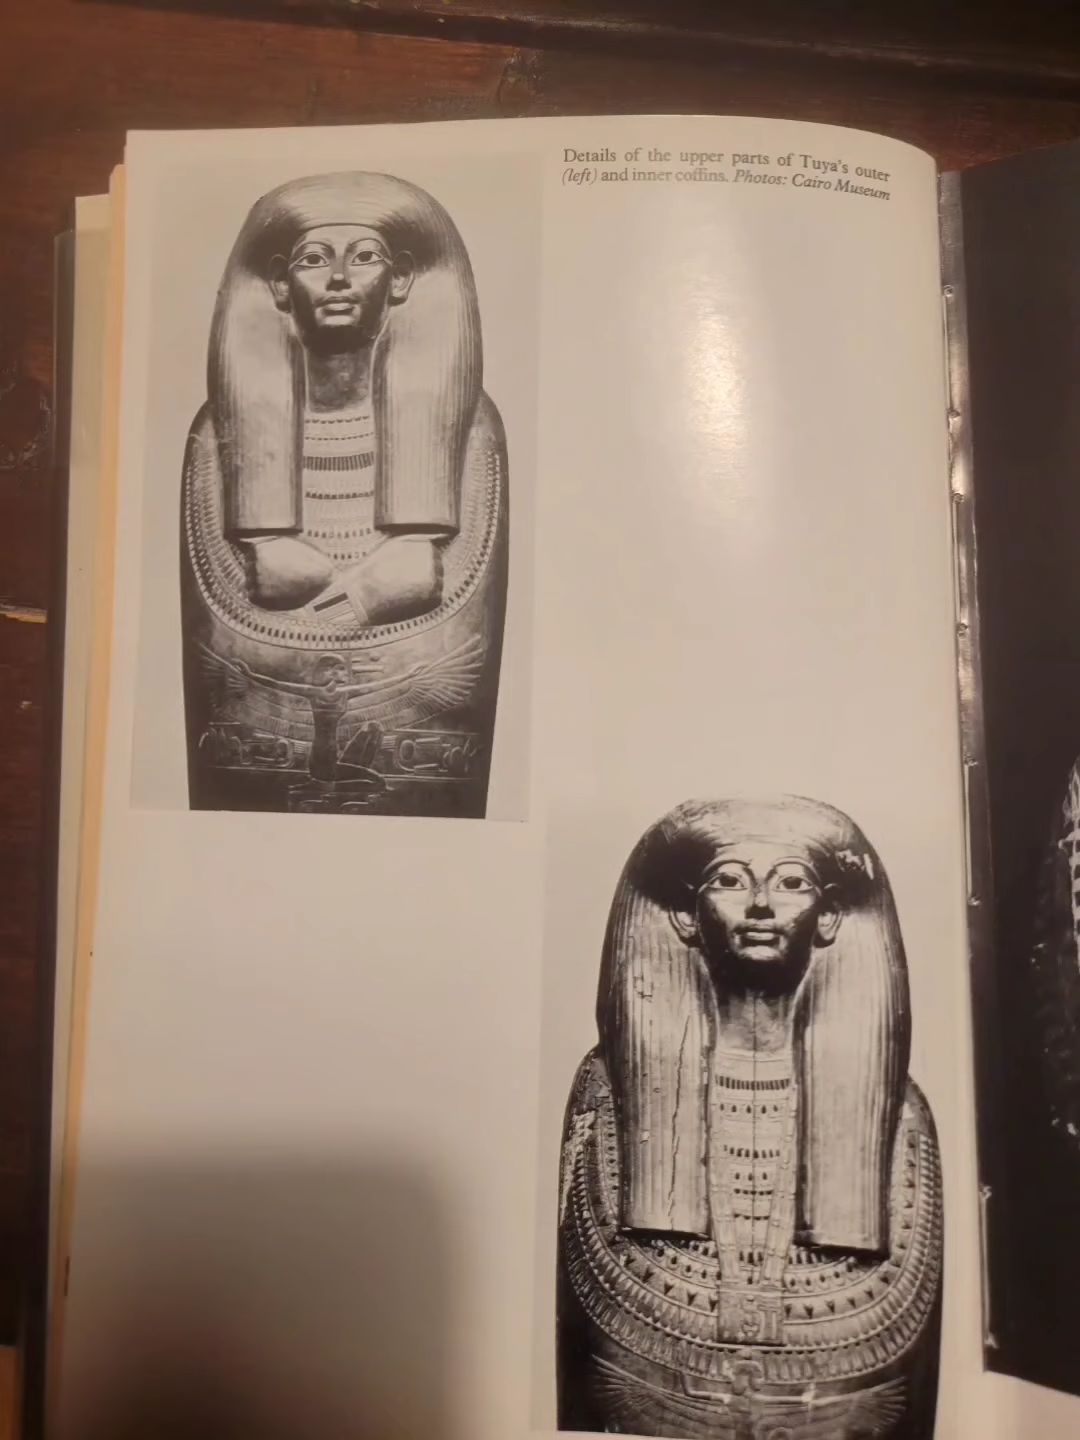 Details of the upper parts of Tuya's outer
(left) and inner coffins. Photos: Cairo Museum